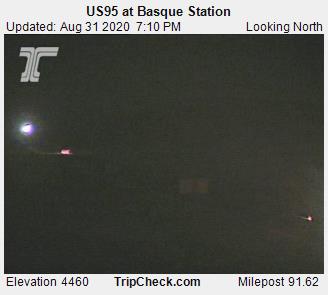 US95 at Basque Station
Updated: Aug 31 2020 7:10 PM Looking North
Elevation 4460 TripCheck.com Milepost 91.62